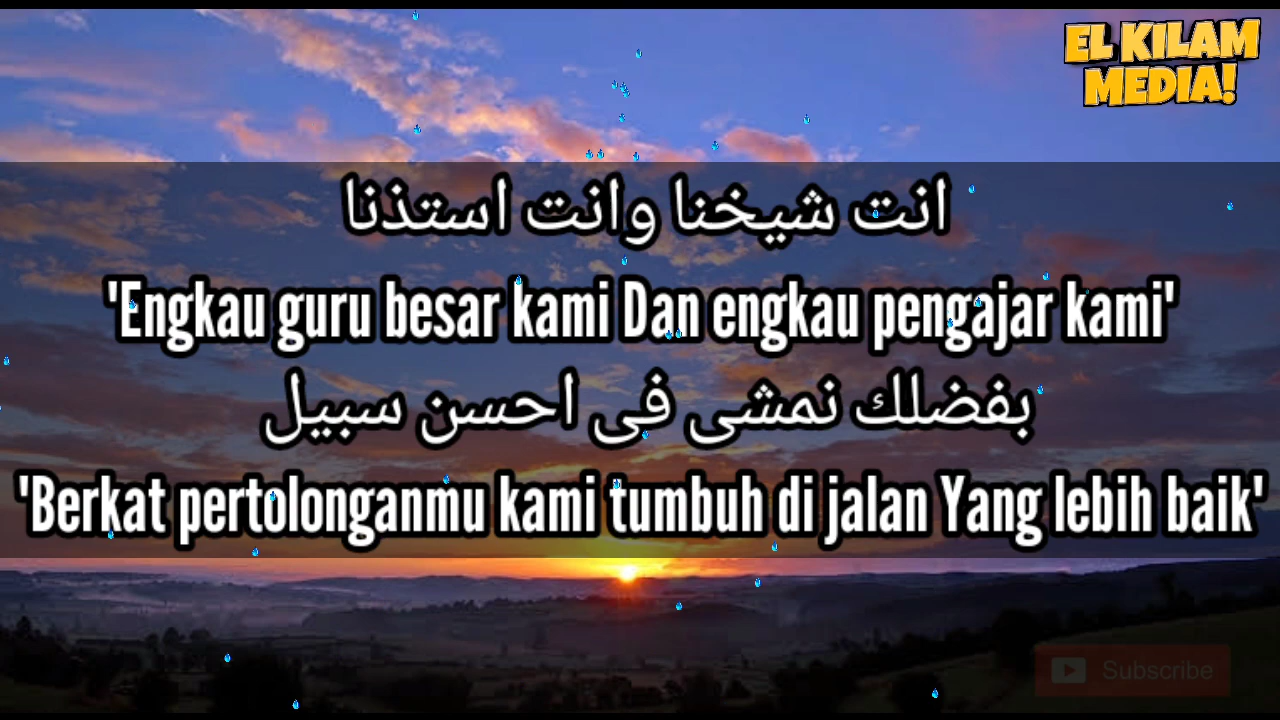 EL KILAM
MEDIA!
انت شيخنا وانت استذنا
'Engkau guru besar kami Dan engkau pengajar kami'
بفضلك نمشى فى احسن سبيل
'Berkat pertolonganmu kami tumbuh di jalan Yang lebih baik'
Subscribe